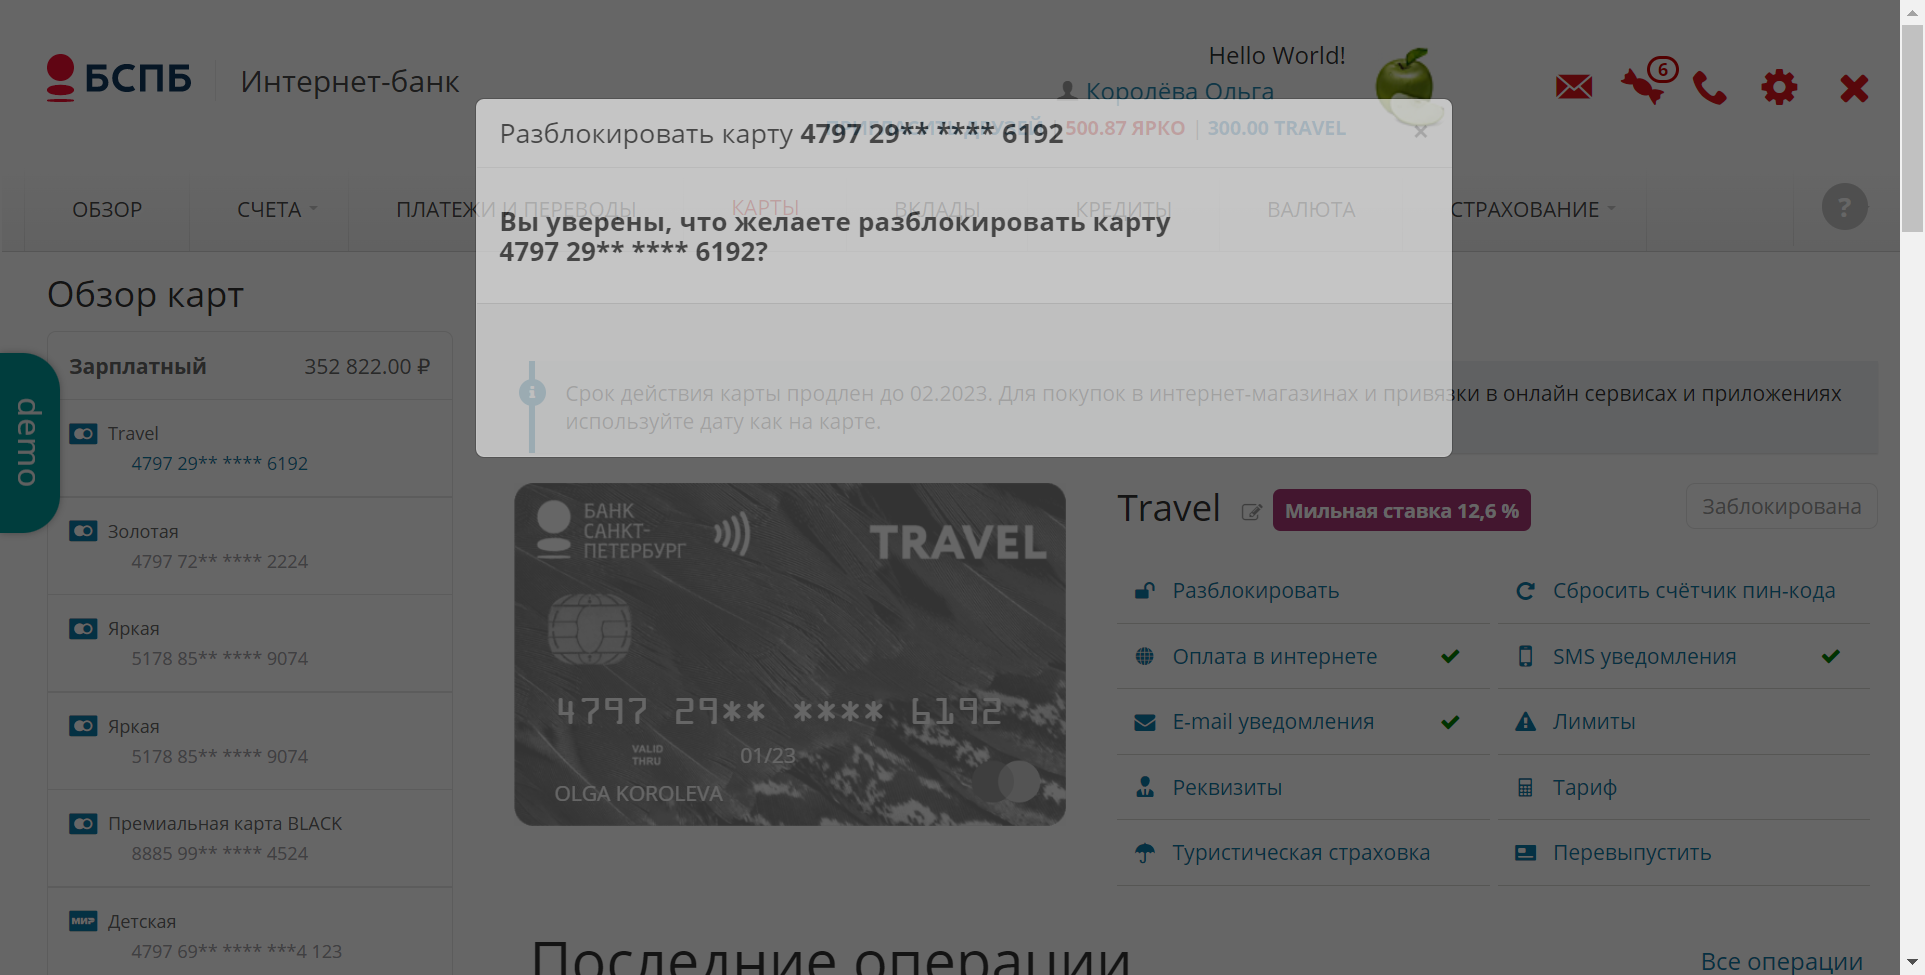 БСПБ Интернет-банк
Hello World!
Королёва Ольга
6
ПРИГЛАСИТЬ ДРУЗЕЙ | 500.87 ЯРКО | 300.00 TRAVEL
Разблокировать карту 4797 29** **** 6192 ×
ОБЗОР СЧЕТА ПЛАТЕЖИ И ПЕРЕВОДЫ КАРТЫ ВКЛАДЫ КРЕДИТЫ ВАЛЮТА СТРАХОВАНИЕ ?
Вы уверены, что желаете разблокировать карту
4797 29** **** 6192?
Обзор карт
Зарплатный 352 822.00 ₽
demo
Travel
4797 29** **** 6192
Золотая
4797 72** **** 2224
Яркая
5178 85** **** 9074
Яркая
5178 85** **** 9074
Премиальная карта BLACK
8885 99** **** 4524
МИР Детская
4797 69** **** ***4 123
Срок действия карты продлен до 02.2023. Для покупок в интернет-магазинах и привязки в онлайн сервисах и приложениях
используйте дату как на карте.
БАНК
САНКТ-
ПЕТЕРБУРГ
TRAVEL
4797 29** **** 6192
VALID
THRU
01/23
OLGA KOROLEVA
Travel Мильная ставка 12,6 % Заблокирована
Разблокировать Сбросить счётчик пин-кода
Оплата в интернете SMS уведомления
E-mail уведомления Лимиты
Реквизиты Тариф
Туристическая страховка Перевыпустить
Последние операции Все операции